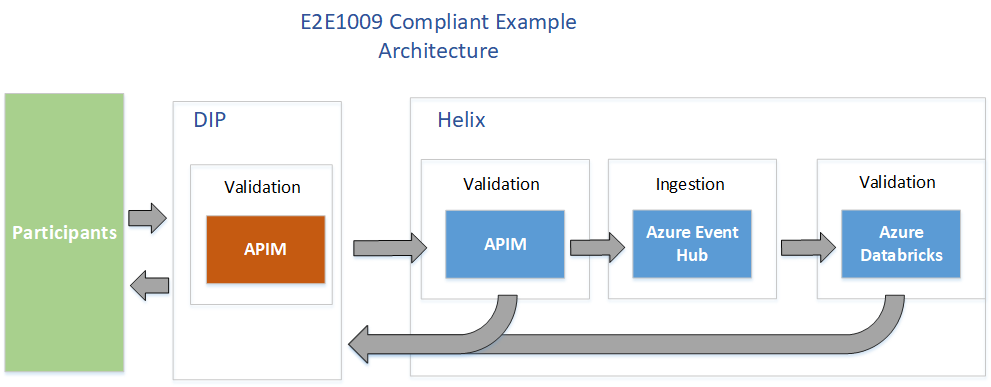 E2E1009 Compliant Example
Architecture
Participants
DIP
Validation
APIM
Helix
Validation
APIM
Ingestion
Azure Event
Hub
Validation
Azure
Databricks